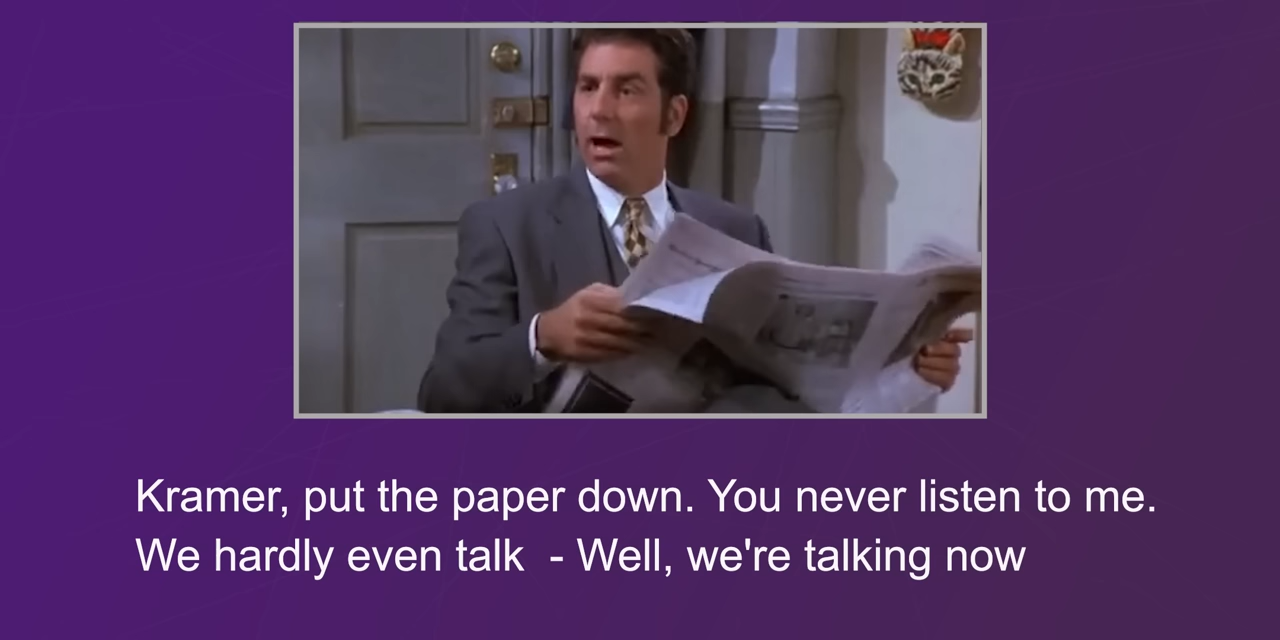 Kramer, put the paper down. You never listen to me.
We hardly even talk  - Well, we're talking now